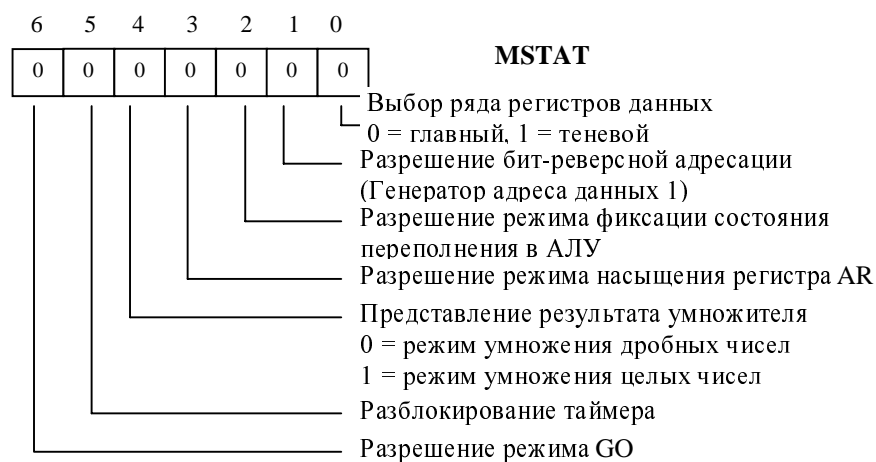 6 5 4 3 2 1 0
MSTAT
0 0 0 0 0 0 0
Выбор ряда регистров данных
0 = главный, 1 = теневой
Разрешение бит-реверсной адресации
(Генератор адреса данных 1)
Разрешение режима фиксации состояния
переполнения в АЛУ
Разрешение режима насыщения регистра AR
Представление результата умножителя
0 = режим умножения дробных чисел
1 = режим умножения целых чисел
Разблокирование таймера
Разрешение режима GO